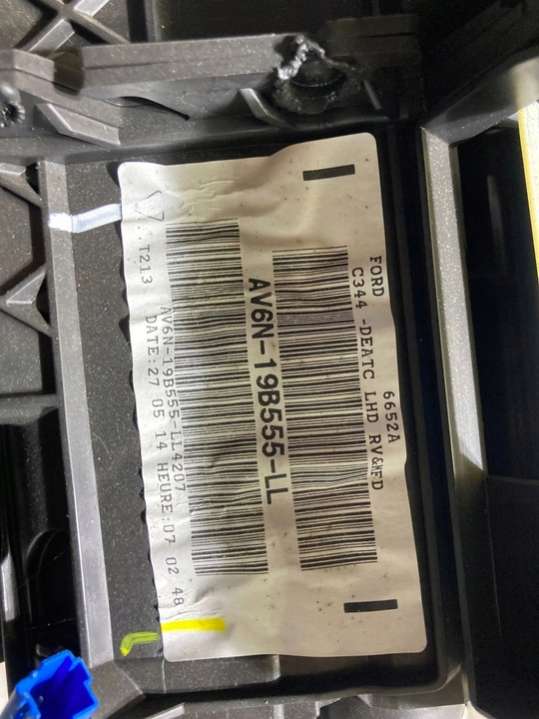 FORD 6652A
C344 -DEATC LHD RV&MFD
AV6N-19B555-LL
AV6N-19B555-LL4207
..T213 DATE:27 05 14 HEURE:07 02 48